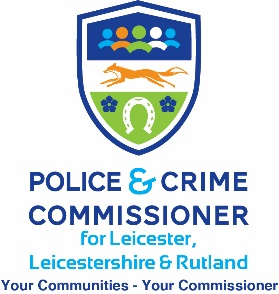 POLICE & CRIME
COMMISSIONER
for Leicester,
Leicestershire & Rutland
Your Communities - Your Commissioner